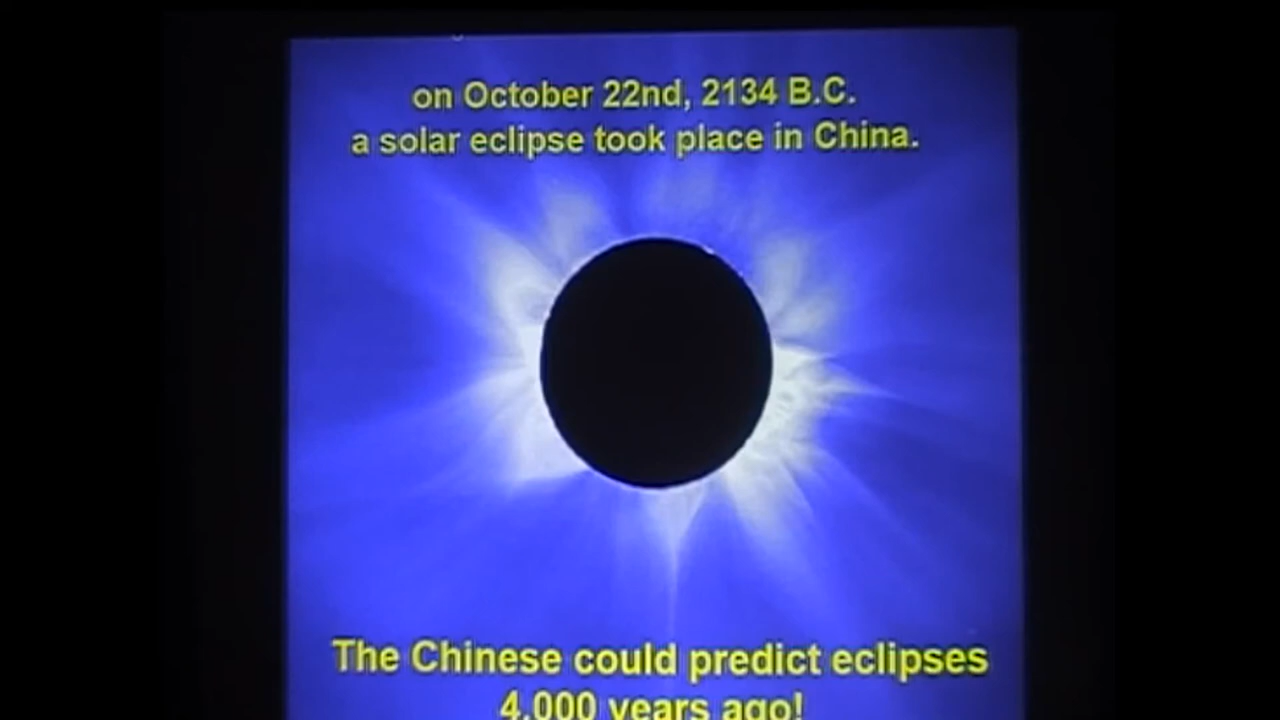 on October 22nd, 2134 B.C.
a solar eclipse took place in China.
The Chinese could predict eclipses
4,000 years ago!